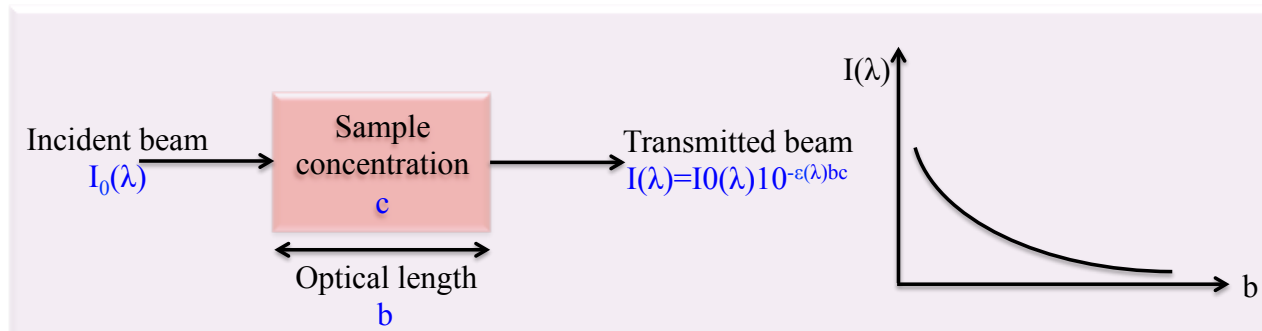 Incident beam
I₀(λ)
Sample
concentration
c
Optical length
b
Transmitted beam
I(λ)=I0(λ)10⁻ε(λ)bc
I(λ)
b